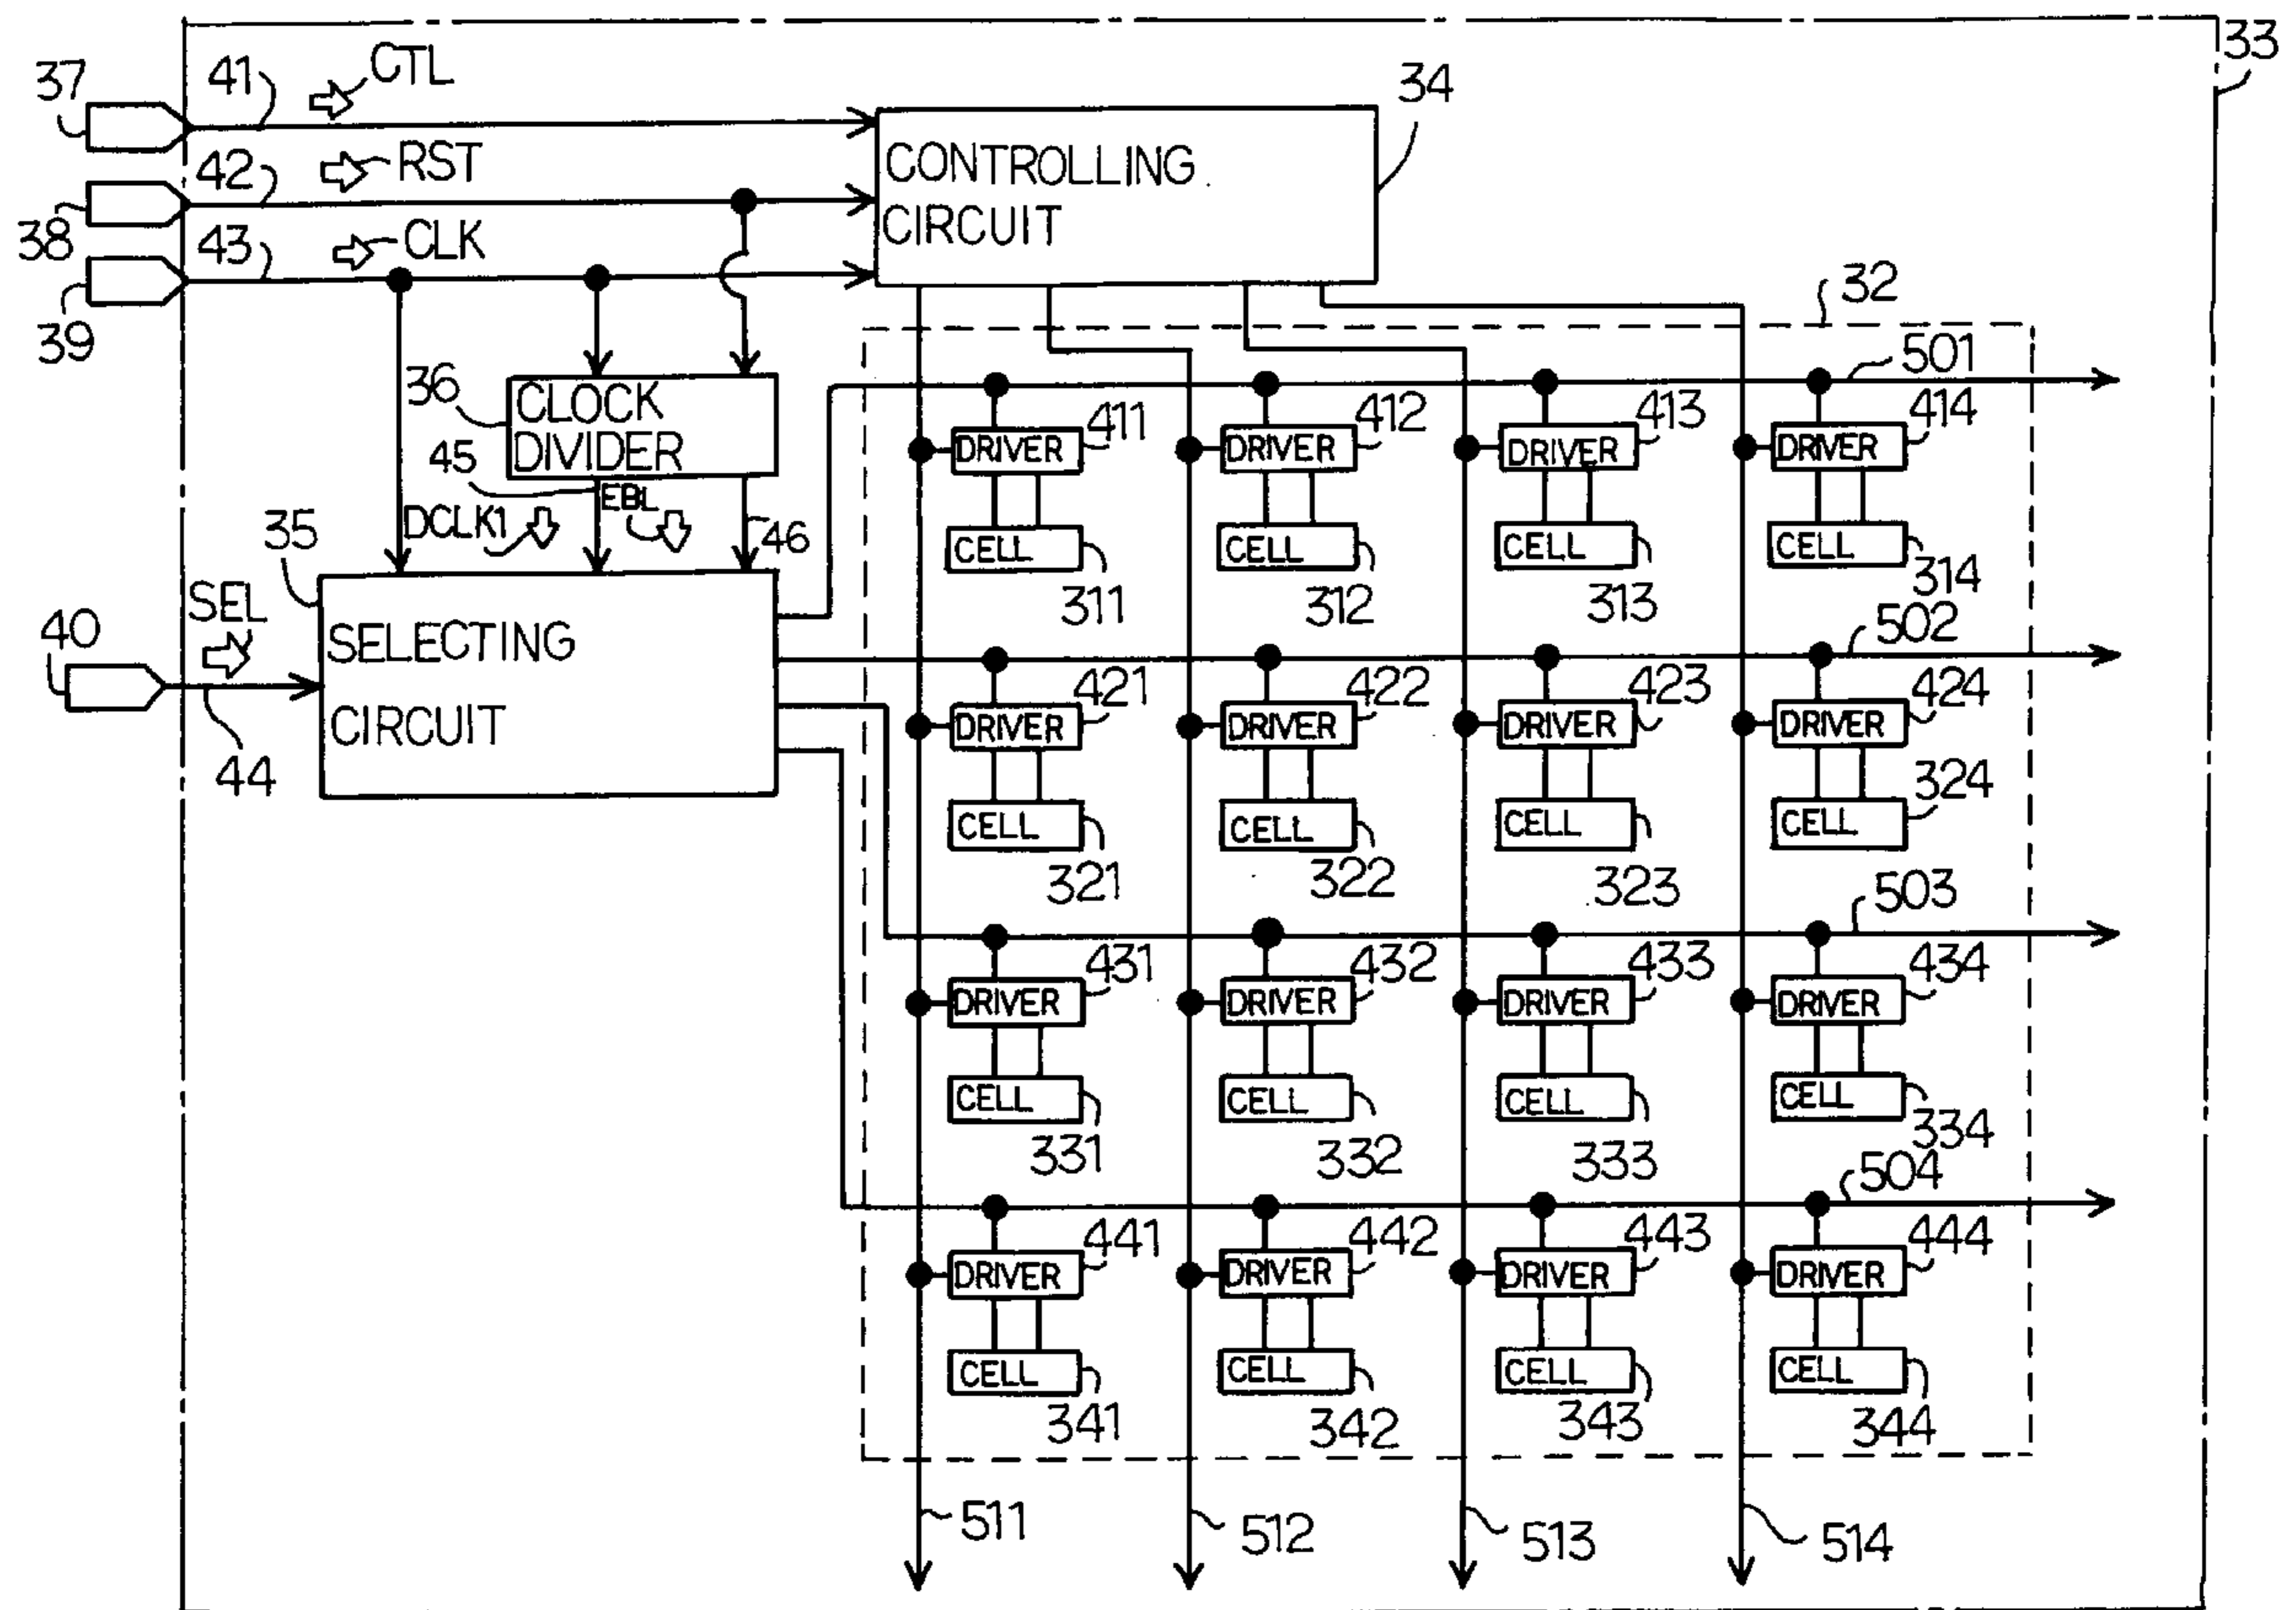 37
41
CTL
34
33
42
RST
CONTROLLING
CIRCUIT
38
43
CLK
39
32
501
36
CLOCK
DIVIDER
45
DCLK1
EBL
46
DRIVER 411
DRIVER 412
DRIVER 413
DRIVER 414
CELL
CELL
CELL
CELL
311
312
313
314
35
SEL
40
44
SELECTING
CIRCUIT
502
DRIVER 421
DRIVER 422
DRIVER 423
DRIVER 424
324
CELL
CELL
CELL
CELL
321
322
323
503
DRIVER 431
DRIVER 432
DRIVER 433
DRIVER 434
CELL
CELL
CELL
CELL
331
332
333
334
504
DRIVER 441
DRIVER 442
DRIVER 443
DRIVER 444
CELL
CELL
CELL
CELL
341
342
343
344
511
512
513
514